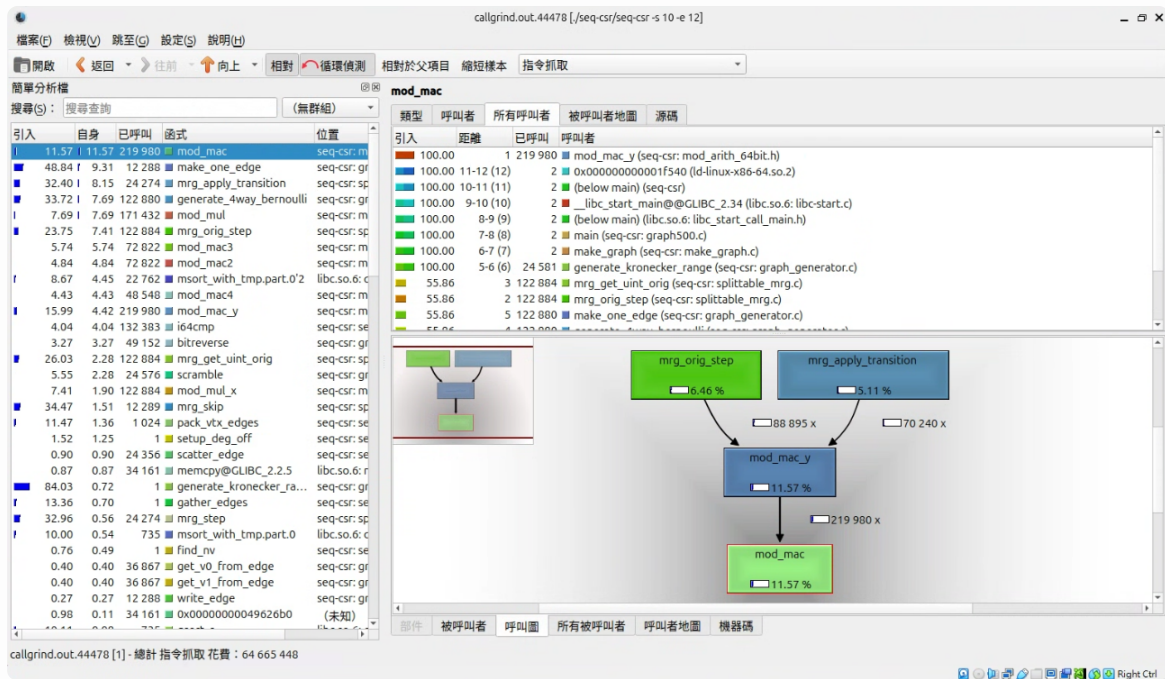 callgrind.out.44478 [./seq-csr/seq-csr -s 10 -e 12]
檔案(F) 檢視(V) 跳至(G) 設定(S) 說明(H)
開啟 返回 往前 向上 相對 循環偵測 相對於父項目 縮短樣本 指令抓取
簡單分析檔
搜尋(S)： 搜尋查詢 (無群組)
引入 自身 已呼叫 函式 位置
11.57 11.57 219 980 mod_mac seq-csr: m
48.84 9.31 12 288 make_one_edge seq-csr: gr
32.40 8.15 24 274 mrg_apply_transition seq-csr: sp
33.72 7.69 122 880 generate_4way_bernoulli seq-csr: gr
7.69 7.69 171 432 mod_mul seq-csr: m
23.75 7.41 122 884 mrg_orig_step seq-csr: sp
5.74 5.74 72 822 mod_mac3 seq-csr: m
4.84 4.84 72 822 mod_mac2 seq-csr: m
8.67 4.45 22 762 msort_with_tmp.part.0'2 libc.so.6: c
4.43 4.43 48 548 mod_mac4 seq-csr: m
15.99 4.42 219 980 mod_mac_y seq-csr: m
4.04 4.04 132 383 i64cmp seq-csr: se
3.27 3.27 49 152 bitreverse seq-csr: gr
26.03 2.28 122 884 mrg_get_uint_orig seq-csr: sp
5.55 2.28 24 576 scramble seq-csr: gr
7.41 1.90 122 884 mod_mul_x seq-csr: m
34.47 1.51 12 289 mrg_skip seq-csr: sp
11.47 1.36 1 024 pack_vtx_edges seq-csr: se
1.52 1.25 1 setup_deg_off seq-csr: se
0.90 0.90 24 356 scatter_edge seq-csr: se
0.87 0.87 34 161 memcpy@GLIBC_2.2.5 libc.so.6: r
84.03 0.72 1 generate_kronecker_ra... seq-csr: gr
13.36 0.70 1 gather_edges seq-csr: se
32.96 0.56 24 274 mrg_step seq-csr: sp
10.00 0.54 735 msort_with_tmp.part.0 libc.so.6: c
0.76 0.49 1 find_nv seq-csr: se
0.40 0.40 36 867 get_v0_from_edge seq-csr: gr
0.40 0.40 36 867 get_v1_from_edge seq-csr: gr
0.27 0.27 12 288 write_edge seq-csr: gr
0.98 0.11 34 161 0x00000000049626b0 (未知)
mod_mac
類型 呼叫者 所有呼叫者 被呼叫者地圖 源碼
引入 距離 已呼叫 呼叫者
100.00 1 219 980 mod_mac_y (seq-csr: mod_arith_64bit.h)
100.00 11-12 (12) 2 0x000000000001f540 (ld-linux-x86-64.so.2)
100.00 10-11 (11) 2 (below main) (seq-csr)
100.00 9-10 (10) 2 __libc_start_main@@GLIBC_2.34 (libc.so.6: libc-start.c)
100.00 8-9 (9) 2 (below main) (libc.so.6: libc_start_call_main.h)
100.00 7-8 (8) 2 main (seq-csr: graph500.c)
100.00 6-7 (7) 2 make_graph (seq-csr: make_graph.c)
100.00 5-6 (6) 24 581 generate_kronecker_range (seq-csr: graph_generator.c)
55.86 3 122 884 mrg_get_uint_orig (seq-csr: splittable_mrg.c)
55.86 2 122 884 mrg_orig_step (seq-csr: splittable_mrg.c)
55.86 5 122 880 make_one_edge (seq-csr: graph_generator.c)
mrg_orig_step mrg_apply_transition
6.46 % 5.11 %
88 895 x 70 240 x
mod_mac_y
11.57 %
219 980 x
mod_mac
11.57 %
部件 被呼叫者 呼叫圖 所有被呼叫者 呼叫者地圖 機器碼
callgrind.out.44478 [1] - 總計 指令抓取 花費：64 665 448
Right Ctrl